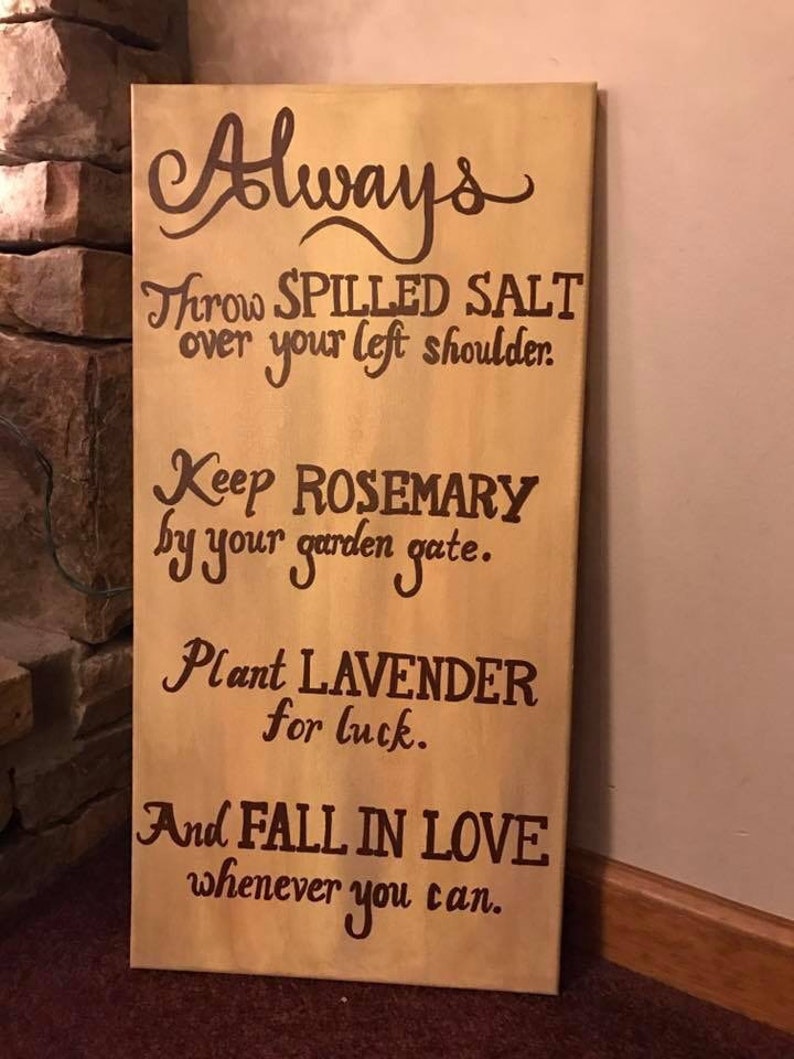 Always
Throw SPILLED SALT
over your left shoulder.
Keep ROSEMARY
by your garden gate.
Plant LAVENDER
for luck.
And FALL IN LOVE
whenever you can.